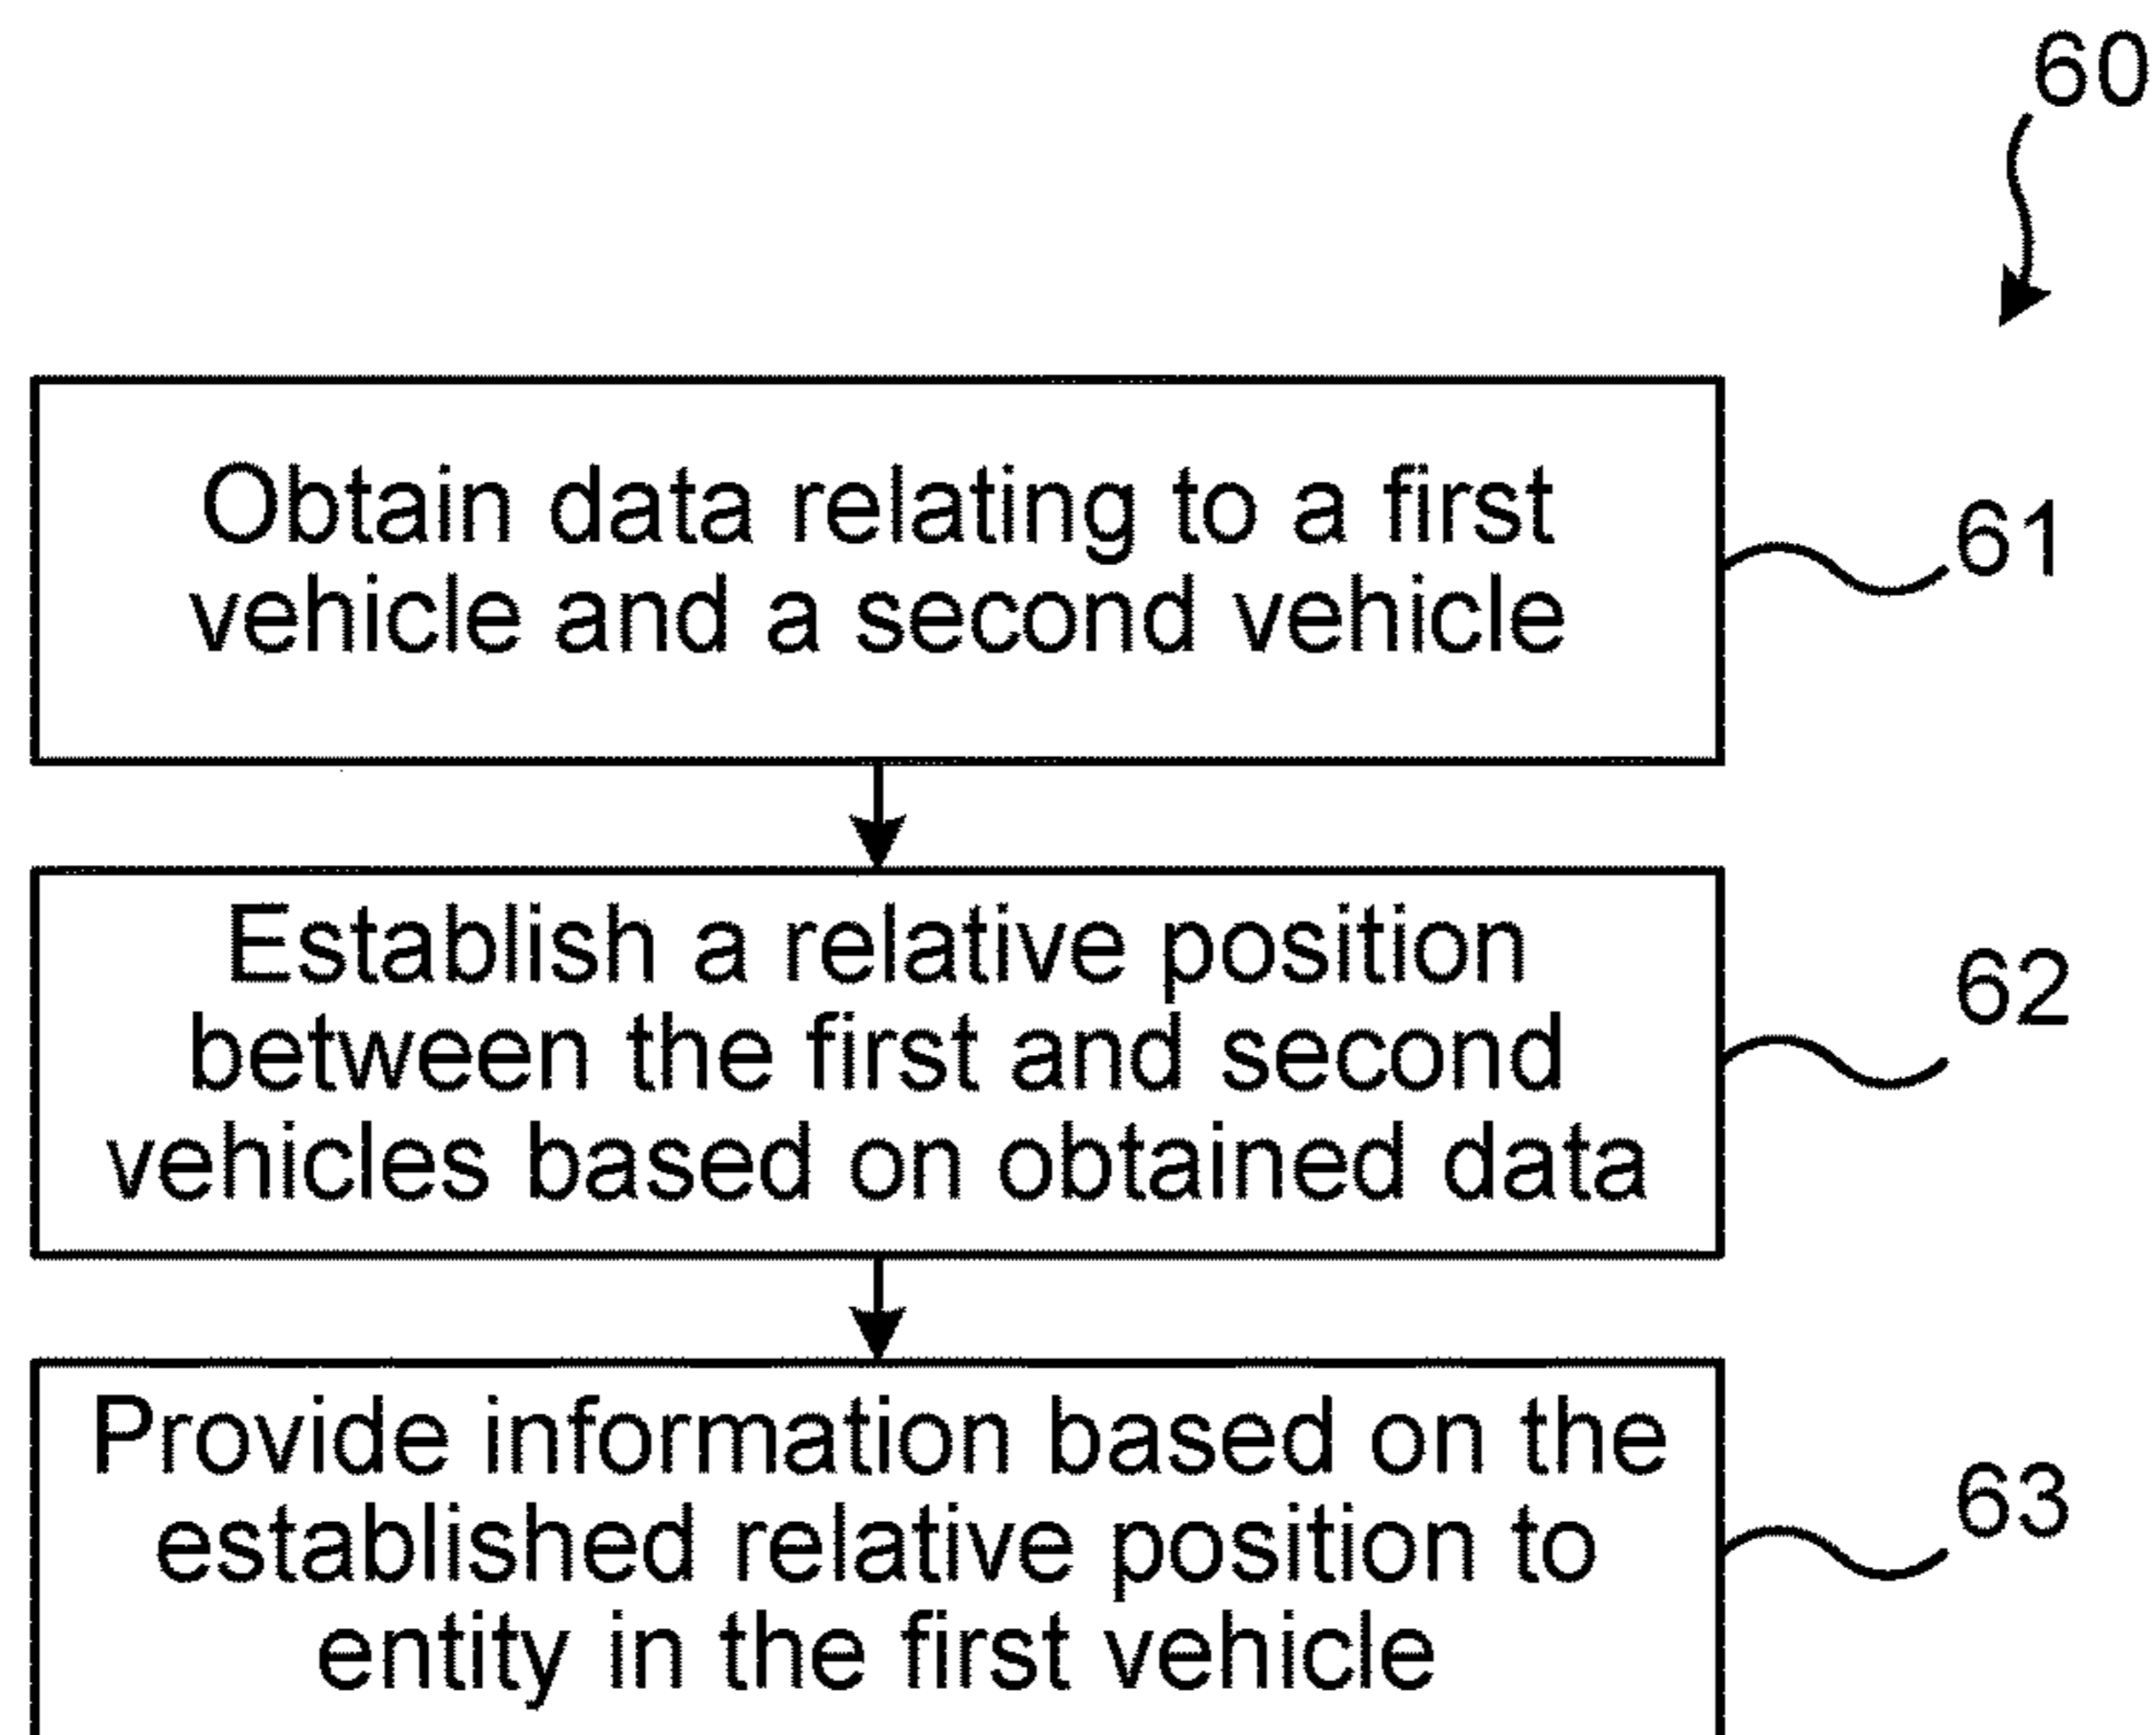 60
Obtain data relating to a first
vehicle and a second vehicle
61
Establish a relative position
between the first and second
vehicles based on obtained data
62
Provide information based on the
established relative position to
entity in the first vehicle
63